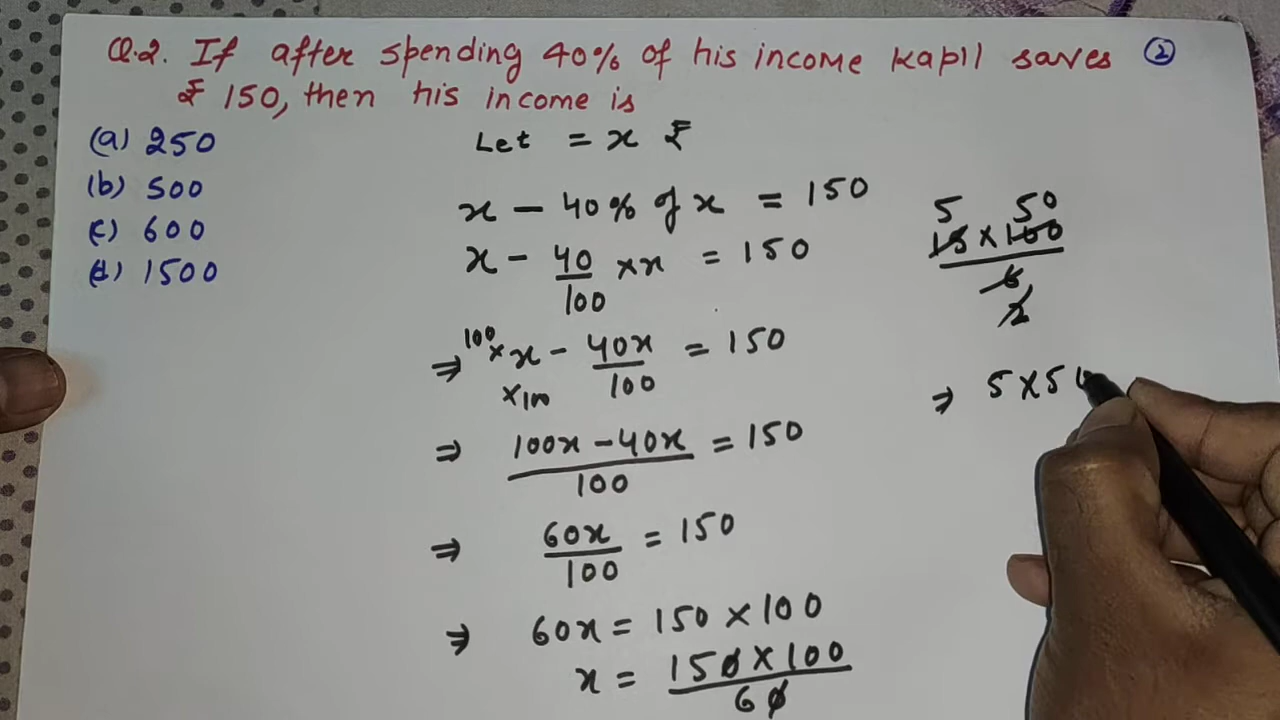 Q.2. If after spending 40% of his income Kapil saves ②
₹ 150, then his income is
(a) 250
(b) 500
(c) 600
(d) 1500
Let = x ₹
x - 40% of x = 150
x - 40/100 × x = 150
⇒ 100 × x - 40x/100 = 150
×100
⇒ 100x - 40x/100 = 150
⇒ 60x/100 = 150
⇒ 60x = 150 × 100
x = 150 × 100/60
5 50
15 × 100
6
2
⇒ 5 × 5